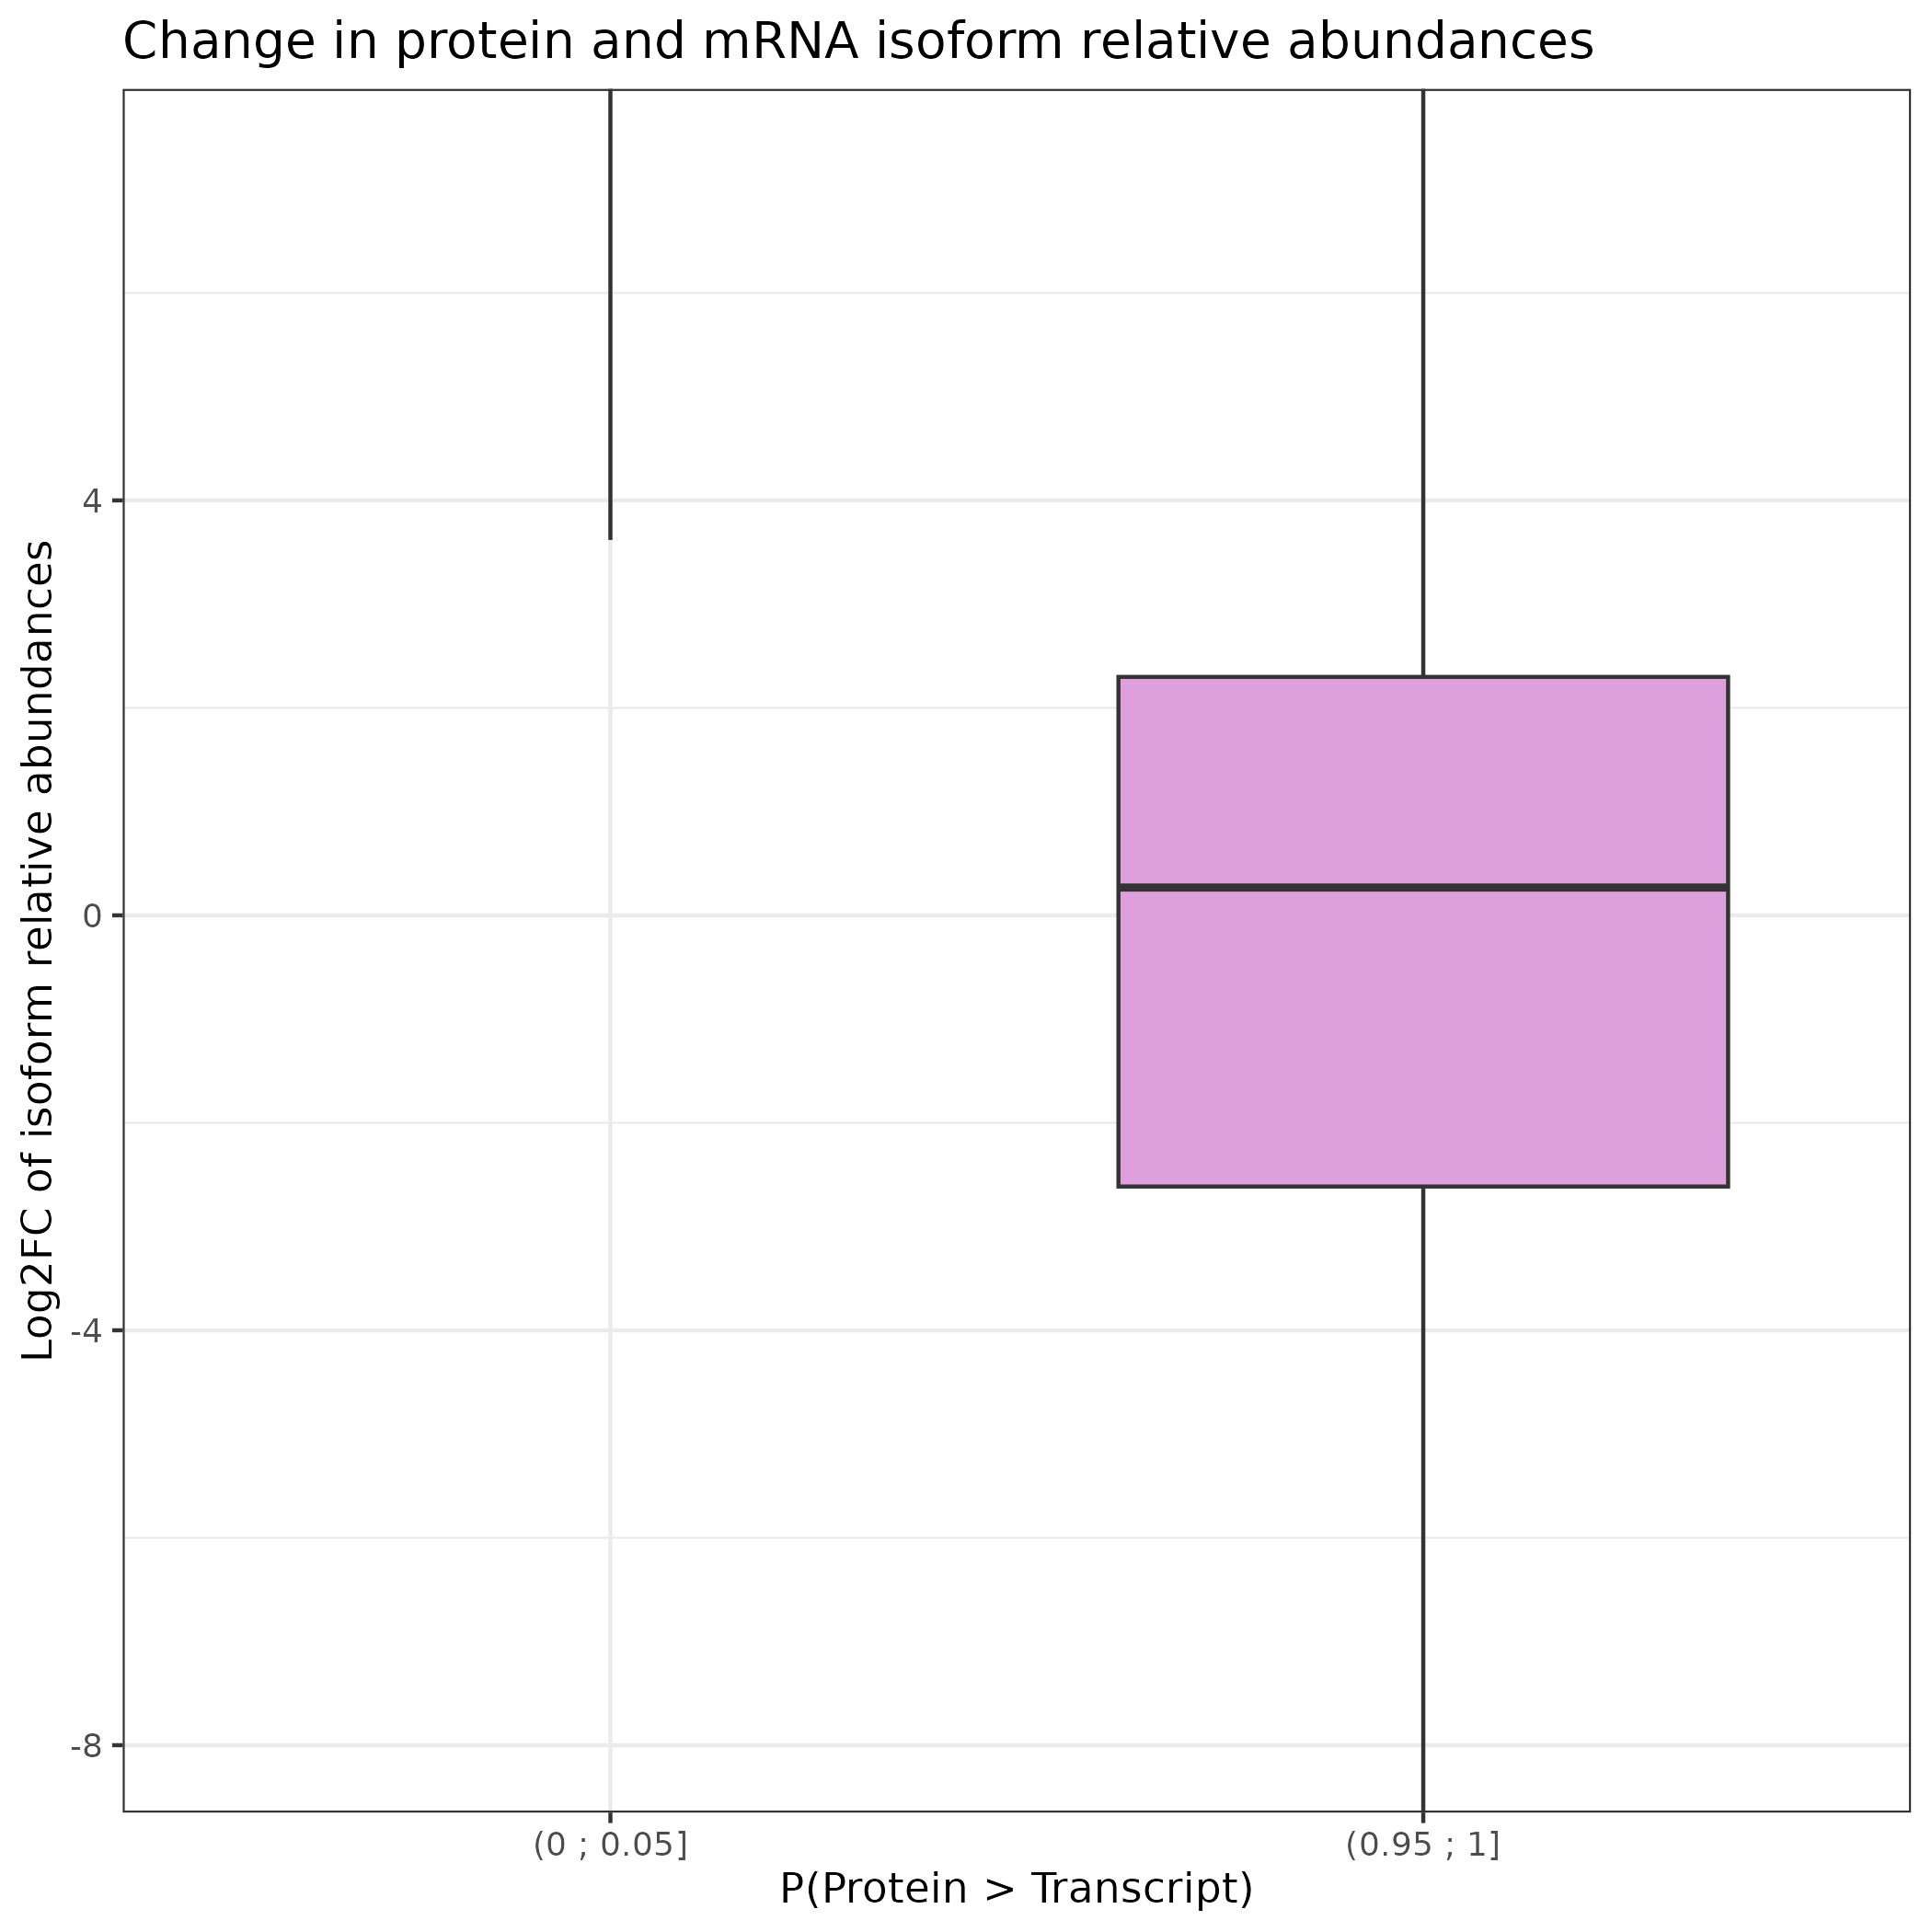 Change in protein and mRNA isoform relative abundances
Log2FC of isoform relative abundances
4
0
-4
-8
(0 ; 0.05]
(0.95 ; 1]
P(Protein > Transcript)